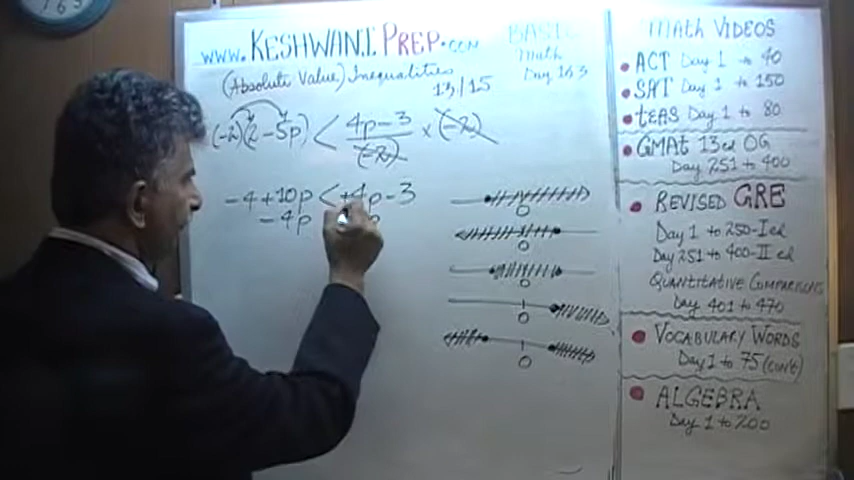 www.KESHWANI PREP.com
(Absolute Value) Inequalities
13/15
BASIC
Math
Day 163
(-2)(2 - 5p) < 4p - 3 / (-2) × (-2)
-4 + 10p < +4p - 3
-4p
p
0
0
0
0
0
Math VIDEOS
ACT Day 1 to 40
SAT Day 1 to 150
tEAS Day 1 to 80
GMAt 13ed OG
Day 251 to 400
REVISED GRE
Day 1 to 250-I ed
Day 251 to 400-II ed
QUANTITATIVE COMPARISONS
Day 401 to 470
VOCABULARY WORDS
Day 1 to 75 (con't)
ALGEBRA
Day 1 to 200